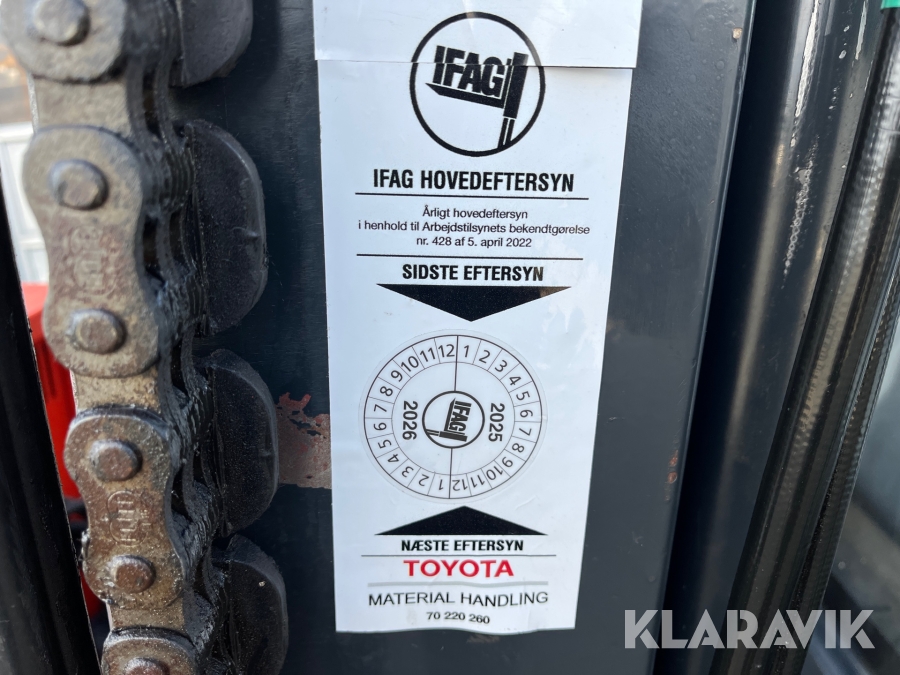 IFAG
IFAG HOVEDEFTERSYN
Årligt hovedeftersyn
i henhold til Arbejdstilsynets bekendtgørelse
nr. 428 af 5. april 2022
SIDSTE EFTERSYN
1 2 3 4 5 6 7 8 9 10 11 12
2025
IFAG
2026
1 2 3 4 5 6 7 8 9 10 11 12
NÆSTE EFTERSYN
TOYOTA
MATERIAL HANDLING
70 220 260
KLARAVIK